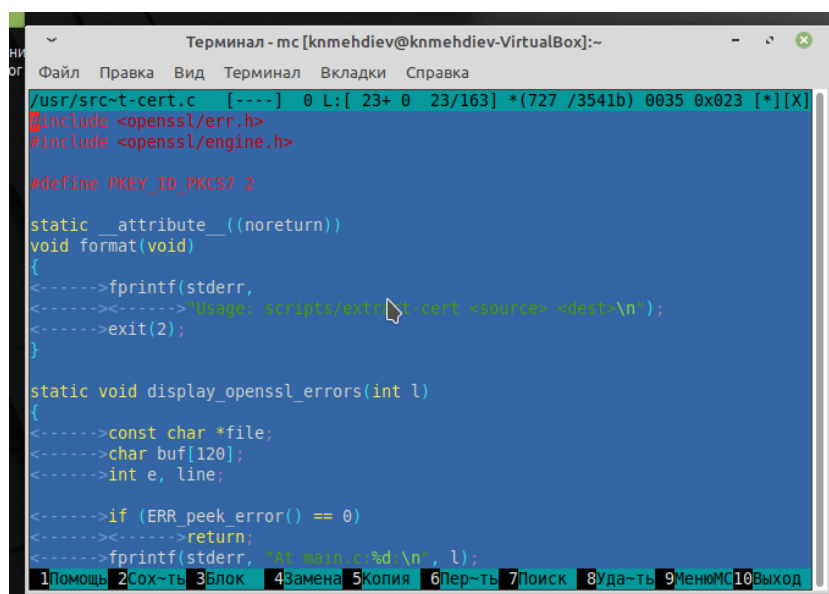 ни
ог
Терминал - mc [knmehdiev@knmehdiev-VirtualBox]:~
Файл Правка Вид Терминал Вкладки Справка
/usr/src~t-cert.c [----] 0 L:[ 23+ 0 23/163] *(727 /3541b) 0035 0x023 [*][X]
#include <openssl/err.h>
#include <openssl/engine.h>
#define PKEY_ID_PKCS7 2
static __attribute__((noreturn))
void format(void)
{
<------>fprintf(stderr,
<------><------>"Usage: scripts/extract-cert <source> <dest>\n");
<------>exit(2);
}
static void display_openssl_errors(int l)
{
<------>const char *file;
<------>char buf[120];
<------>int e, line;
<------>if (ERR_peek_error() == 0)
<------><------>return;
<------>fprintf(stderr, "At main.c:%d:\n", l);
1Помощь 2Сох~ть 3Блок 4Замена 5Копия 6Пер~ть 7Поиск 8Уда~ть 9МенюМС 10Выход